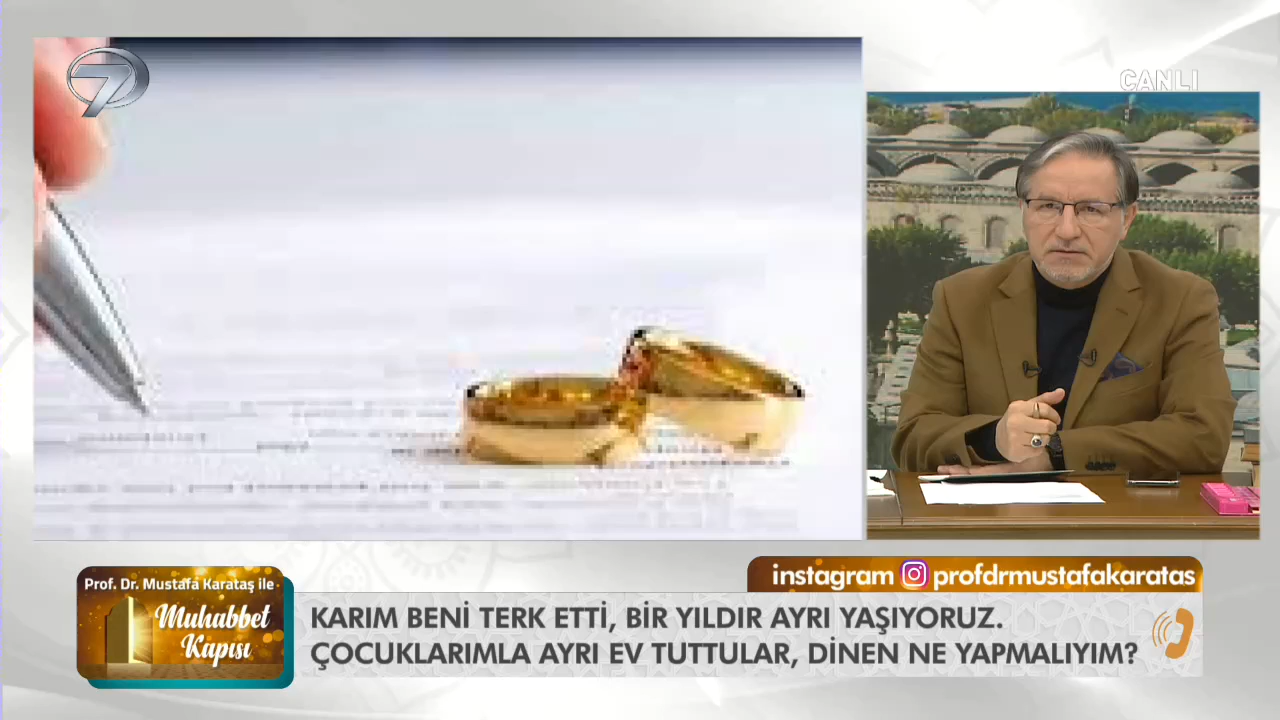 7
CANLI
instagram profdrmustafakaratas
Prof. Dr. Mustafa Karataş ile
Muhabbet
Kapısı
KARIM BENİ TERK ETTİ, BİR YILDIR AYRI YAŞIYORUZ.
ÇOCUKLARIMLA AYRI EV TUTTULAR, DİNEN NE YAPMALIYIM?